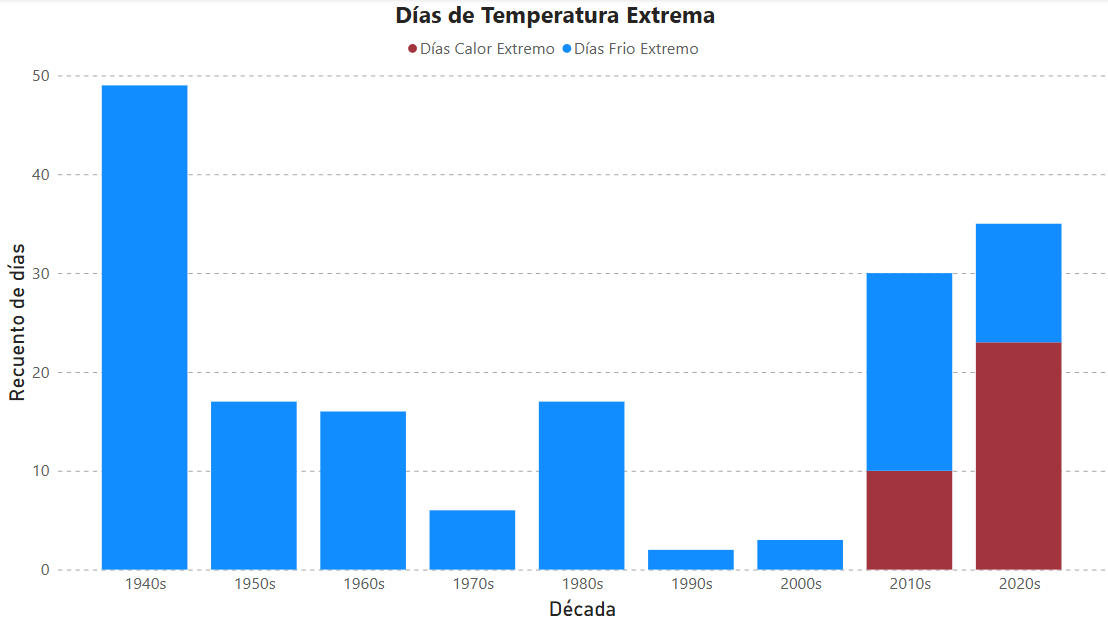 Días de Temperatura Extrema
Días Calor Extremo Días Frio Extremo
Recuento de días
50
40
30
20
10
0
1940s 1950s 1960s 1970s 1980s 1990s 2000s 2010s 2020s
Década